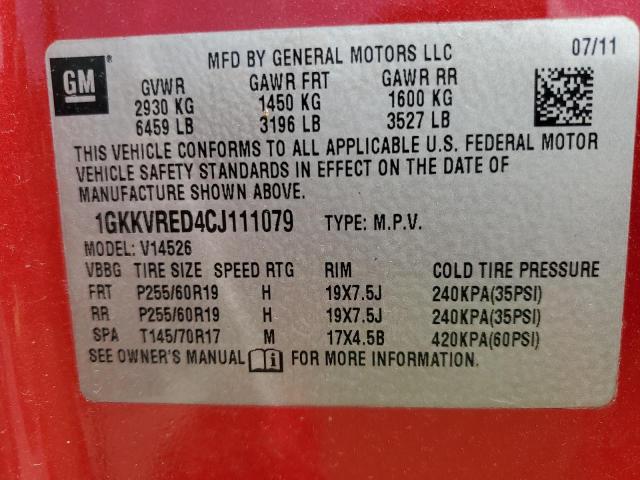 GM ®
MFD BY GENERAL MOTORS LLC 07/11
GVWR GAWR FRT GAWR RR
2930 KG 1450 KG 1600 KG
6459 LB 3196 LB 3527 LB
THIS VEHICLE CONFORMS TO ALL APPLICABLE U.S. FEDERAL MOTOR
VEHICLE SAFETY STANDARDS IN EFFECT ON THE DATE OF
MANUFACTURE SHOWN ABOVE.
1GKKVRED4CJ111079 TYPE: M.P.V.
MODEL: V14526
VBBG TIRE SIZE SPEED RTG RIM COLD TIRE PRESSURE
FRT P255/60R19 H 19X7.5J 240KPA(35PSI)
RR P255/60R19 H 19X7.5J 240KPA(35PSI)
SPA T145/70R17 M 17X4.5B 420KPA(60PSI)
SEE OWNER'S MANUAL i FOR MORE INFORMATION.